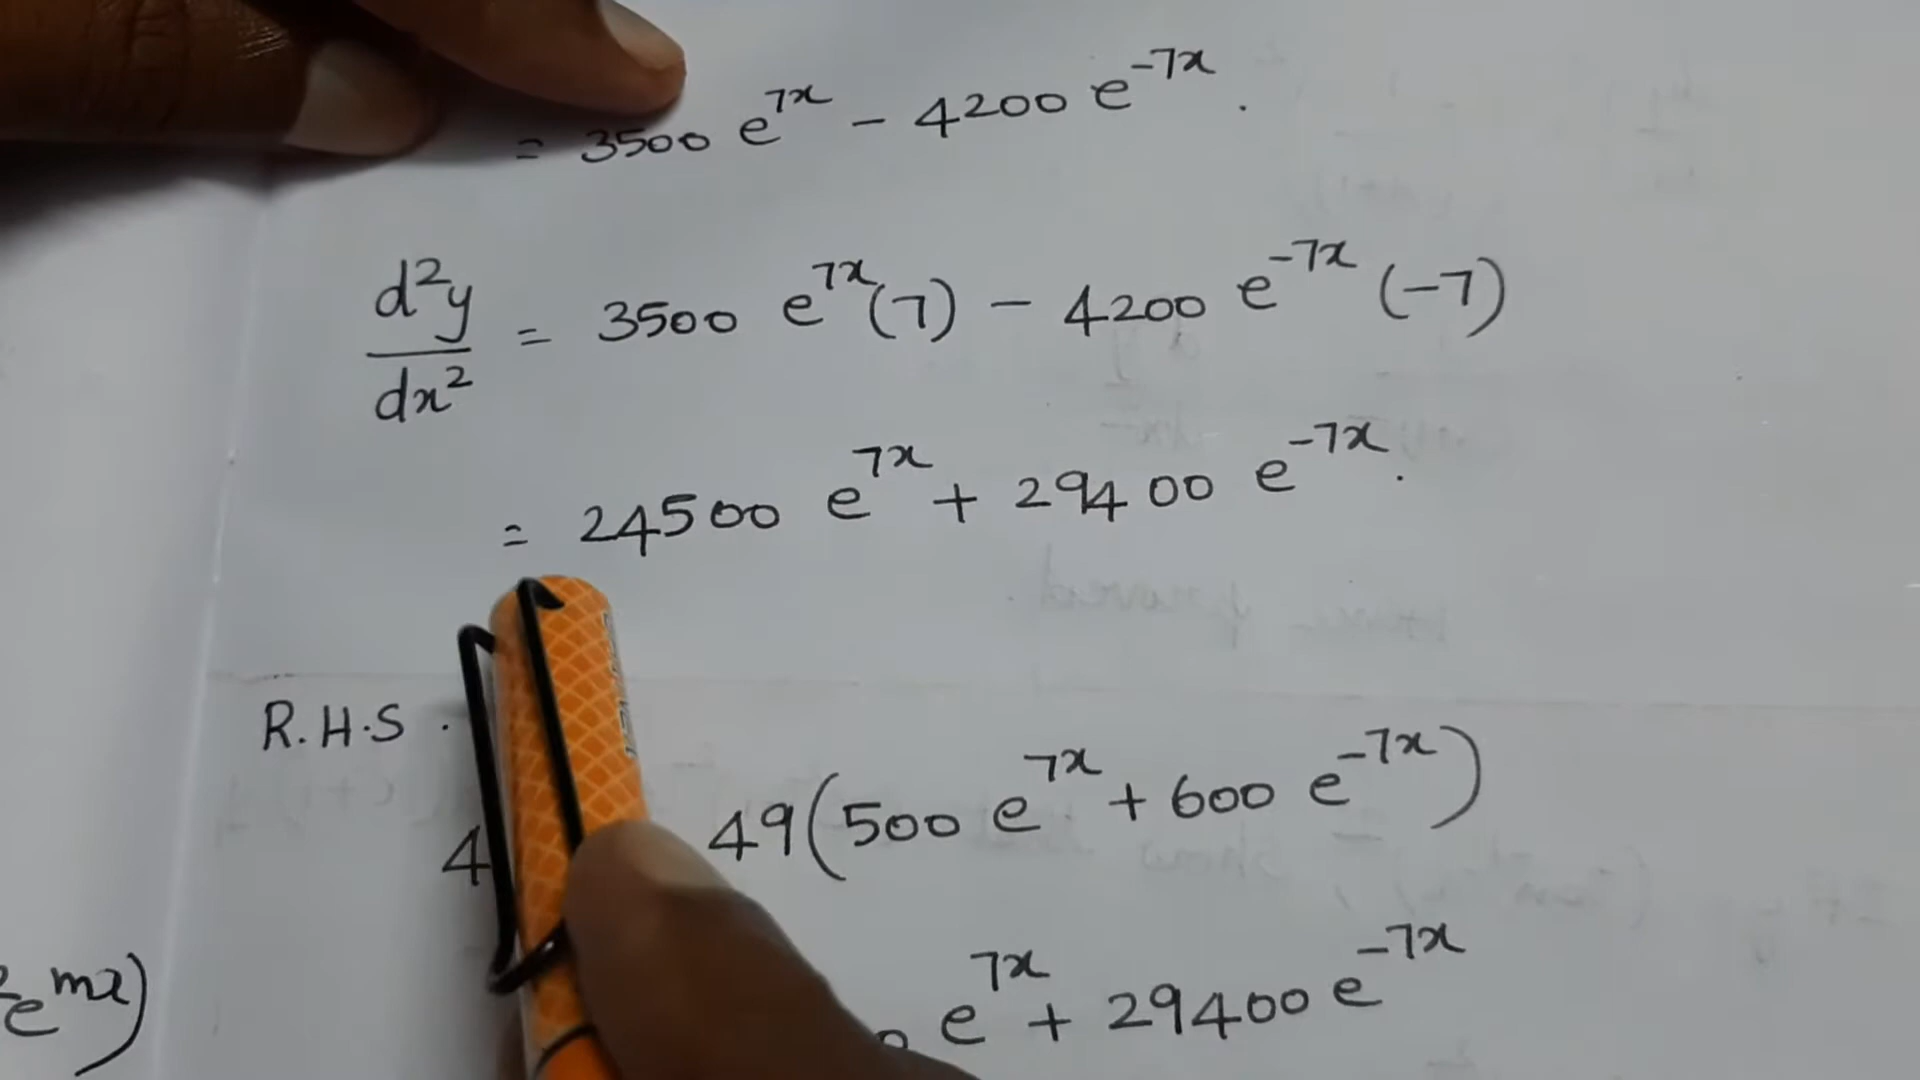 = 3500 e^{7x} - 4200 e^{-7x}.
d²y/dx² = 3500 e^{7x}(7) - 4200 e^{-7x}(-7)
= 24500 e^{7x} + 29400 e^{-7x}.
R.H.S.
4 49(500 e^{7x} + 600 e^{-7x})
e^{7x} + 29400 e^{-7x}
e^{mx})